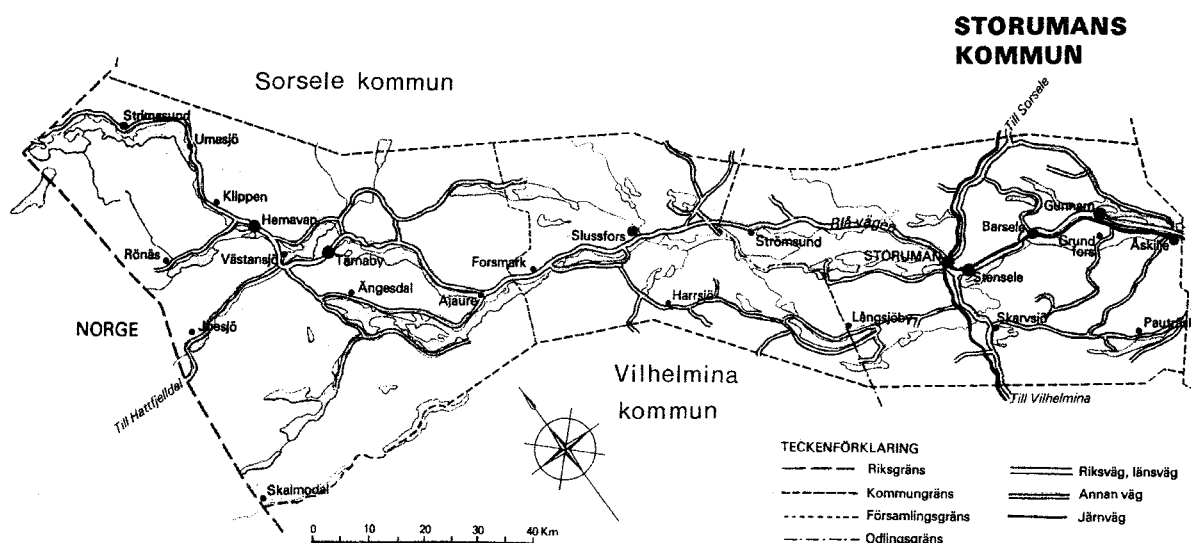 STORUMANS
KOMMUN
Sorsele kommun
Till Sorsele
Strimasund
Umasjö
Klippen
Hemavan
Rönäs
Västansjö
Tärnaby
Ängesdal
Ajaure
Forsmark
Slussfors
Strömsund
Blå vägen
STORUMAN
Stensele
Barsele
Gunnarn
Grund
fors
Åskilje
Harrsjö
Långsjöby
Skarvsjö
Pauträsk
NORGE
Joesjö
Till Hattfjelldal
Vilhelmina
kommun
Till Vilhelmina
Skalmodal
0 10 20 30 40 Km
TECKENFÖRKLARING
Riksgräns
Kommungräns
Församlingsgräns
Odlingsgräns
Riksväg, länsväg
Annan väg
Järnväg